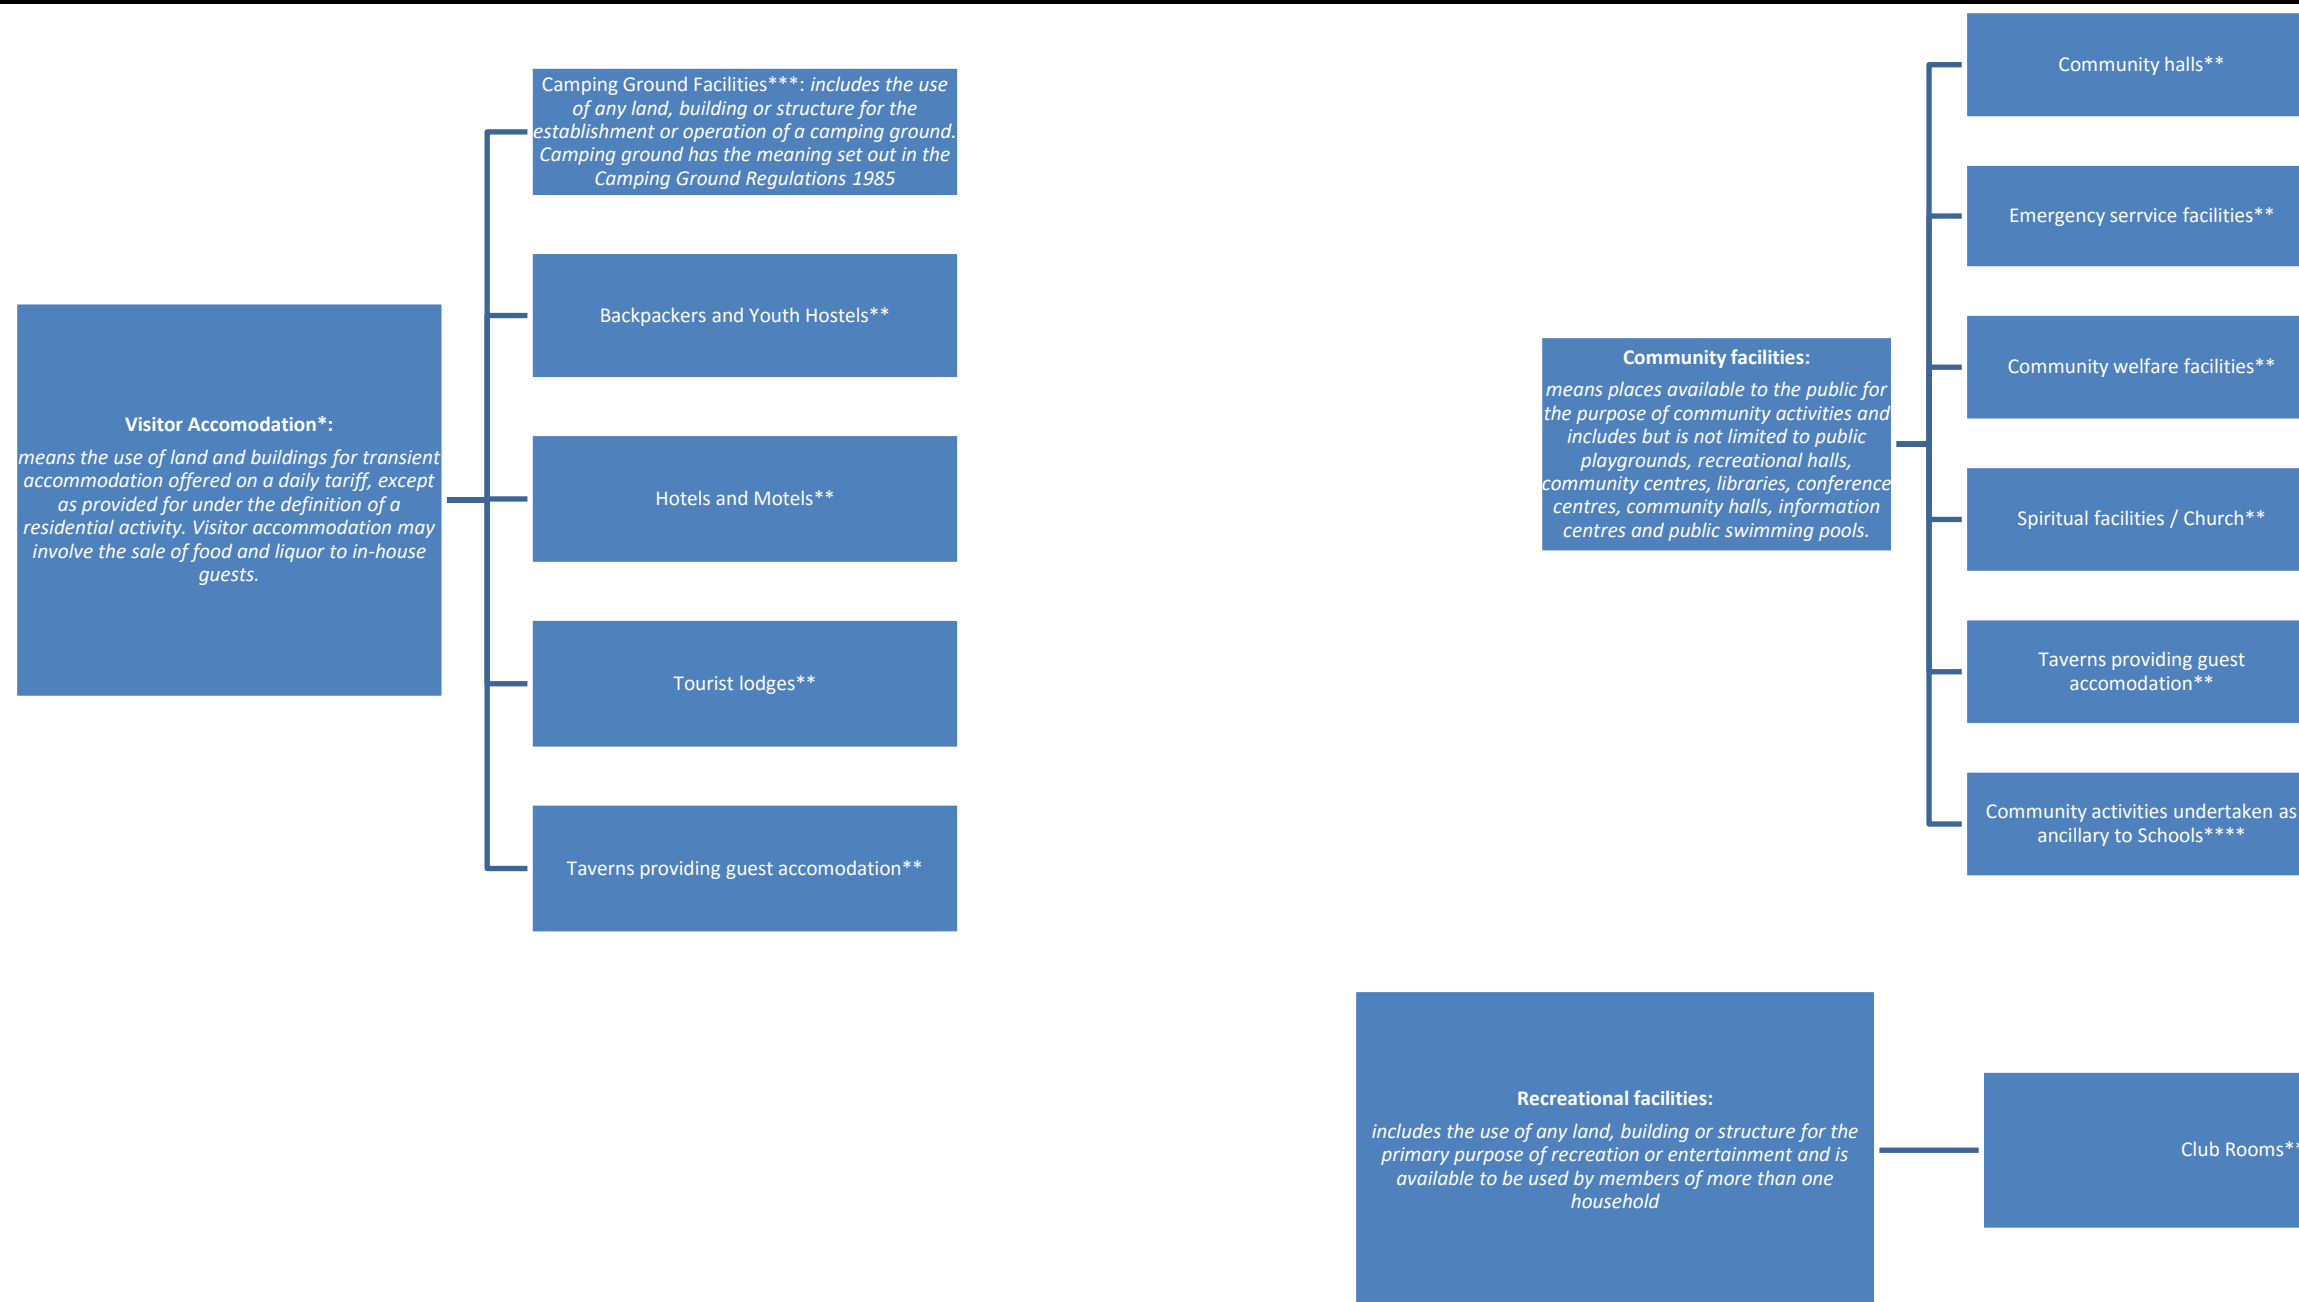 Visitor Accomodation*:
means the use of land and buildings for transient
accommodation offered on a daily tariff, except
as provided for under the definition of a
residential activity. Visitor accommodation may
involve the sale of food and liquor to in-house
guests.
Camping Ground Facilities***: includes the use
of any land, building or structure for the
establishment or operation of a camping ground.
Camping ground has the meaning set out in the
Camping Ground Regulations 1985
Backpackers and Youth Hostels**
Hotels and Motels**
Tourist lodges**
Taverns providing guest accomodation**
Community facilities:
means places available to the public for
the purpose of community activities and
includes but is not limited to public
playgrounds, recreational halls,
community centres, libraries, conference
centres, community halls, information
centres and public swimming pools.
Community halls**
Emergency serrvice facilities**
Community welfare facilities**
Spiritual facilities / Church**
Taverns providing guest
accomodation**
Community activities undertaken as
ancillary to Schools****
Recreational facilities:
includes the use of any land, building or structure for the
primary purpose of recreation or entertainment and is
available to be used by members of more than one
household
Club Rooms**